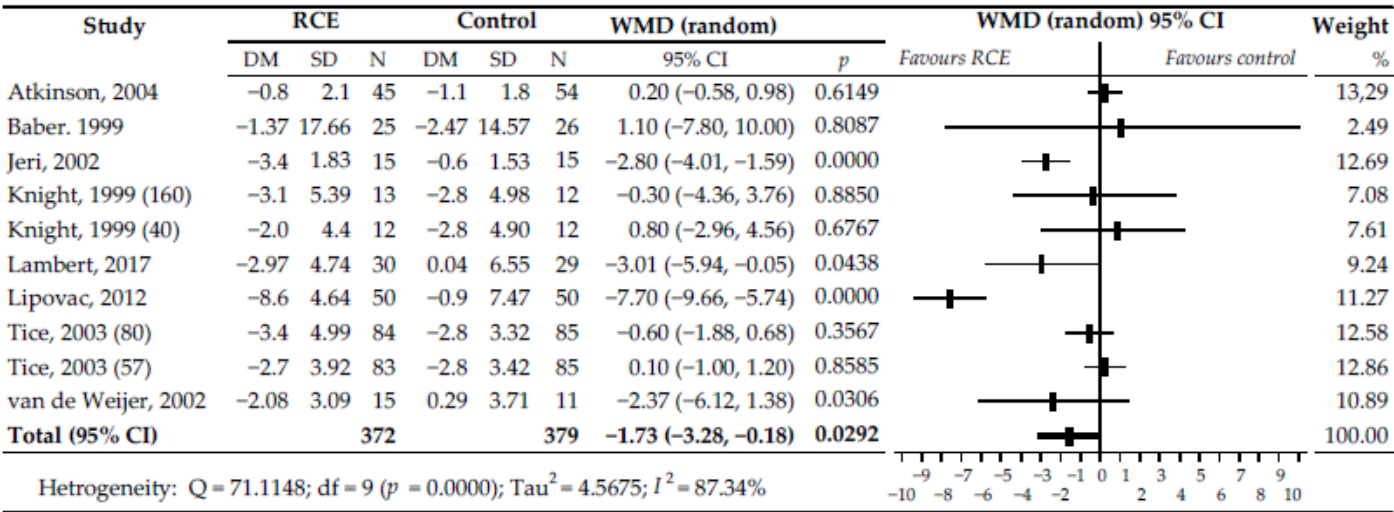 Study RCE Control WMD (random) WMD (random) 95% CI Weight
DM SD N DM SD N 95% CI p Favours RCE Favours control %
Atkinson, 2004 −0.8 2.1 45 −1.1 1.8 54 0.20 (−0.58, 0.98) 0.6149 13,29
Baber. 1999 −1.37 17.66 25 −2.47 14.57 26 1.10 (−7.80, 10.00) 0.8087 2.49
Jeri, 2002 −3.4 1.83 15 −0.6 1.53 15 −2.80 (−4.01, −1.59) 0.0000 12.69
Knight, 1999 (160) −3.1 5.39 13 −2.8 4.98 12 −0.30 (−4.36, 3.76) 0.8850 7.08
Knight, 1999 (40) −2.0 4.4 12 −2.8 4.90 12 0.80 (−2.96, 4.56) 0.6767 7.61
Lambert, 2017 −2.97 4.74 30 0.04 6.55 29 −3.01 (−5.94, −0.05) 0.0438 9.24
Lipovac, 2012 −8.6 4.64 50 −0.9 7.47 50 −7.70 (−9.66, −5.74) 0.0000 11.27
Tice, 2003 (80) −3.4 4.99 84 −2.8 3.32 85 −0.60 (−1.88, 0.68) 0.3567 12.58
Tice, 2003 (57) −2.7 3.92 83 −2.8 3.42 85 0.10 (−1.00, 1.20) 0.8585 12.86
van de Weijer, 2002 −2.08 3.09 15 0.29 3.71 11 −2.37 (−6.12, 1.38) 0.0306 10.89
Total (95% CI) 372 379 −1.73 (−3.28, −0.18) 0.0292 100.00
−9 −7 −5 −3 −1 0 1 3 5 7 9
Hetrogeneity: Q = 71.1148; df = 9 (p = 0.0000); Tau² = 4.5675; I² = 87.34%
−10 −8 −6 −4 −2 2 4 6 8 10